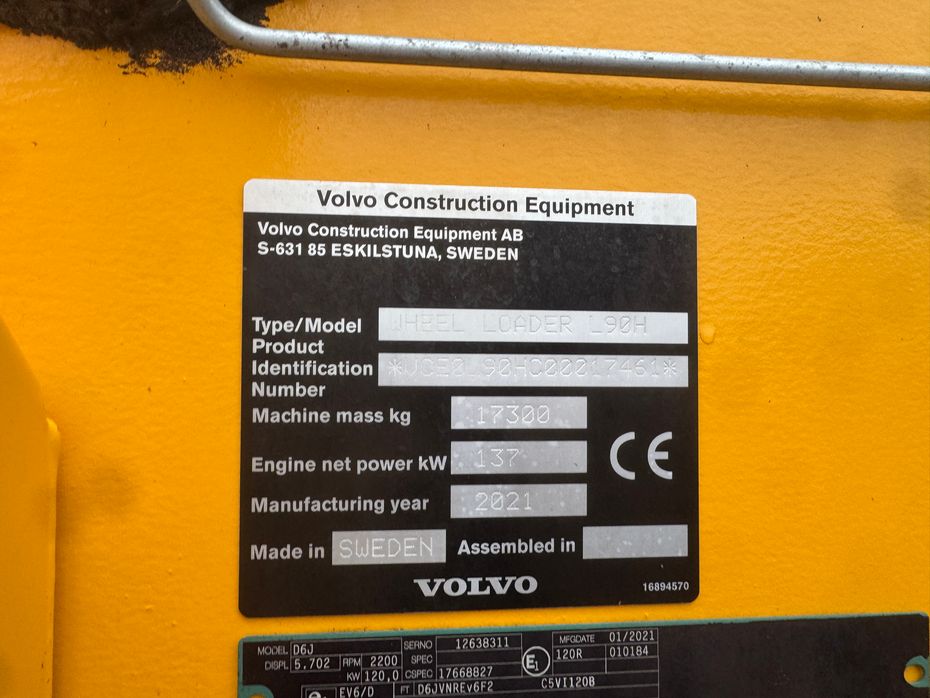 Volvo Construction Equipment
Volvo Construction Equipment AB
S-631 85 ESKILSTUNA, SWEDEN
Type/Model WHEEL LOADER L90H
Product
Identification *VCE0L90HC00017461*
Number
Machine mass kg 17300
Engine net power kW 137
CE
Manufacturing year 2021
Made in SWEDEN Assembled in
VOLVO
16894570
MODEL D6J SERNO 12638311 MFGDATE 01/2021
DISPL 5.702 RPM 2200 SPEC E1 120R 010184
KW 120,0 CSPEC 17668827
EV6/D FT D6JVNREv6F2 C5VI120B